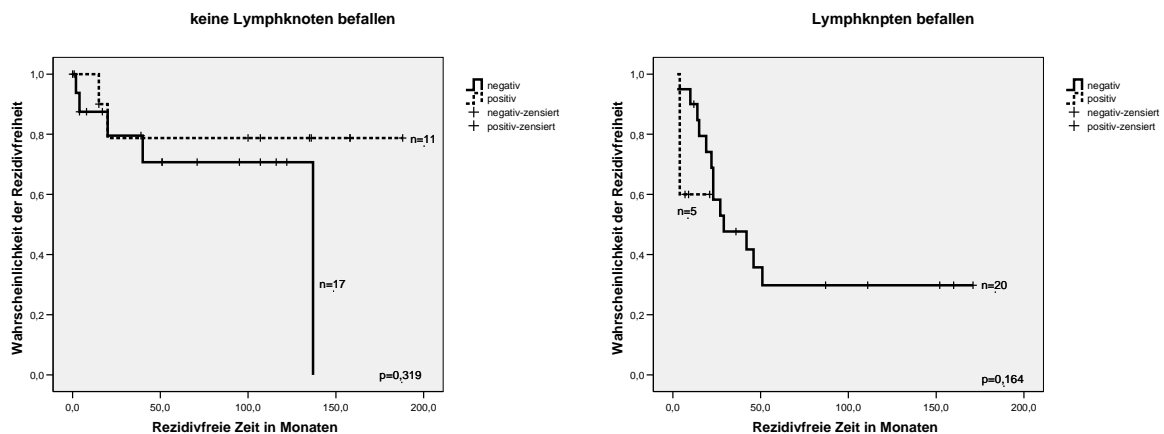 keine Lymphknoten befallen
Wahrscheinlichkeit der Rezidivfreiheit
1,0
0,8
0,6
0,4
0,2
0,0
n=11
n=17
p=0,319
0,0 50,0 100,0 150,0 200,0
Rezidivfreie Zeit in Monaten
negativ
positiv
negativ-zensiert
positiv-zensiert
Lymphknpten befallen
Wahrscheinlichkeit der Rezidivfreiheit
1,0
0,8
0,6
0,4
0,2
0,0
n=5
n=20
p=0,164
0,0 50,0 100,0 150,0 200,0
Rezidivfreie Zeit in Monaten
negativ
positiv
negativ-zensiert
positiv-zensiert